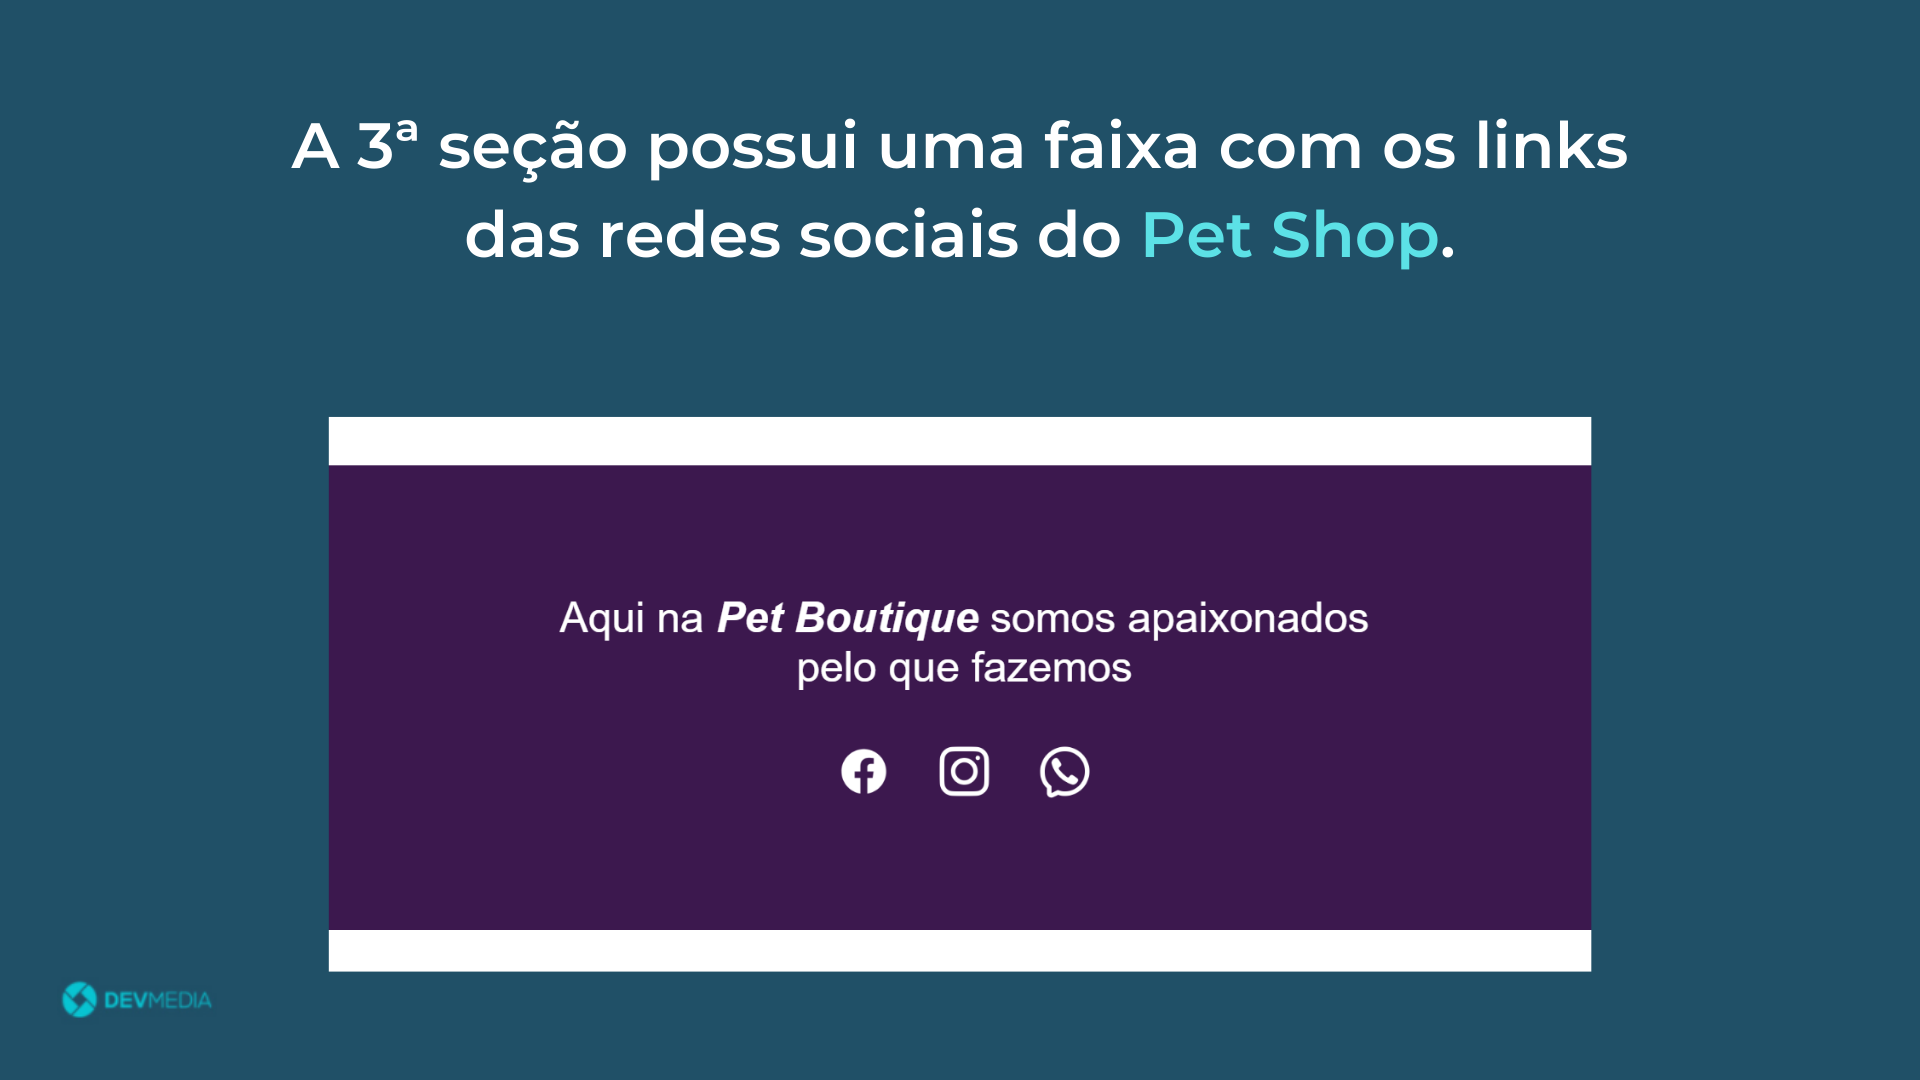 A 3ª seção possui uma faixa com os links
das redes sociais do Pet Shop.
Aqui na Pet Boutique somos apaixonados
pelo que fazemos
DEVMEDIA